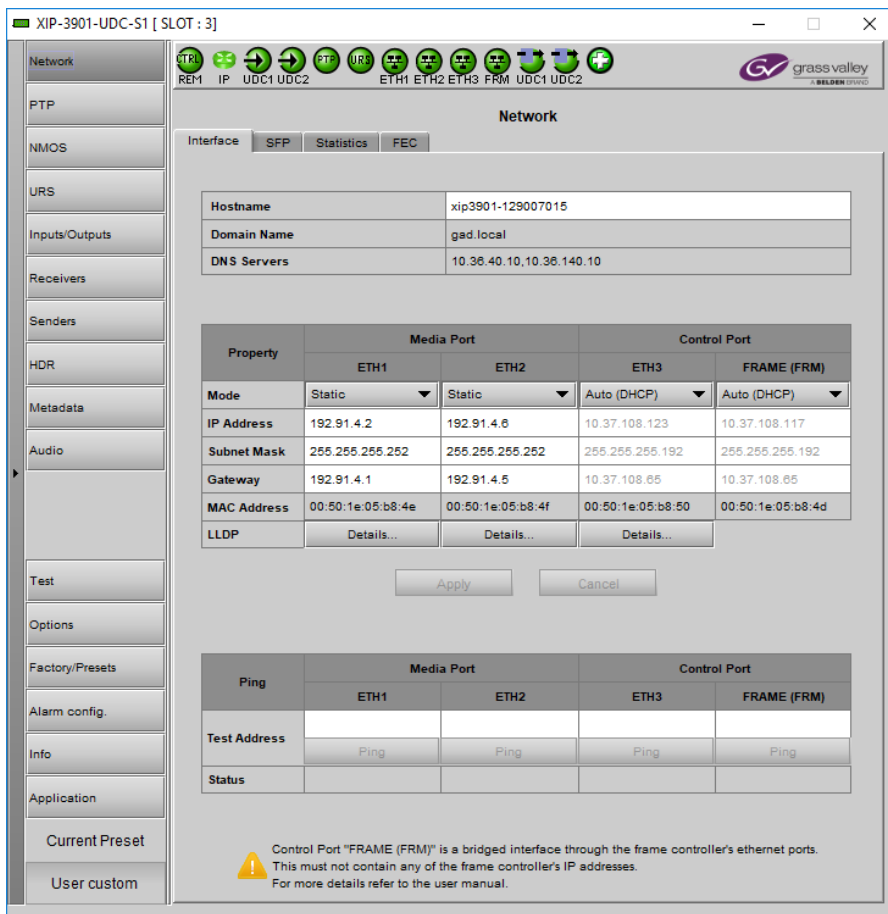 XIP-3901-UDC-S1 [ SLOT : 3]
Network
PTP
NMOS
URS
Inputs/Outputs
Receivers
Senders
HDR
Metadata
Audio
Test
Options
Factory/Presets
Alarm config.
Info
Application
Current Preset
User custom
CTRL PTP URS
REM IP UDC1 UDC2 ETH1 ETH2 ETH3 FRM UDC1 UDC2
GV grass valley
A BELDEN BRAND
Network
Interface SFP Statistics FEC
Hostname xip3901-129007015
Domain Name gad.local
DNS Servers 10.36.40.10,10.36.140.10
Property Media Port Control Port
ETH1 ETH2 ETH3 FRAME (FRM)
Mode Static Static Auto (DHCP) Auto (DHCP)
IP Address 192.91.4.2 192.91.4.6 10.37.108.123 10.37.108.117
Subnet Mask 255.255.255.252 255.255.255.252 255.255.255.192 255.255.255.192
Gateway 192.91.4.1 192.91.4.5 10.37.108.65 10.37.108.65
MAC Address 00:50:1e:05:b8:4e 00:50:1e:05:b8:4f 00:50:1e:05:b8:50 00:50:1e:05:b8:4d
LLDP Details... Details... Details...
Apply Cancel
Ping Media Port Control Port
ETH1 ETH2 ETH3 FRAME (FRM)
Test Address
Ping Ping Ping Ping
Status
Control Port "FRAME (FRM)" is a bridged interface through the frame controller's ethernet ports.
This must not contain any of the frame controller's IP addresses.
For more details refer to the user manual.